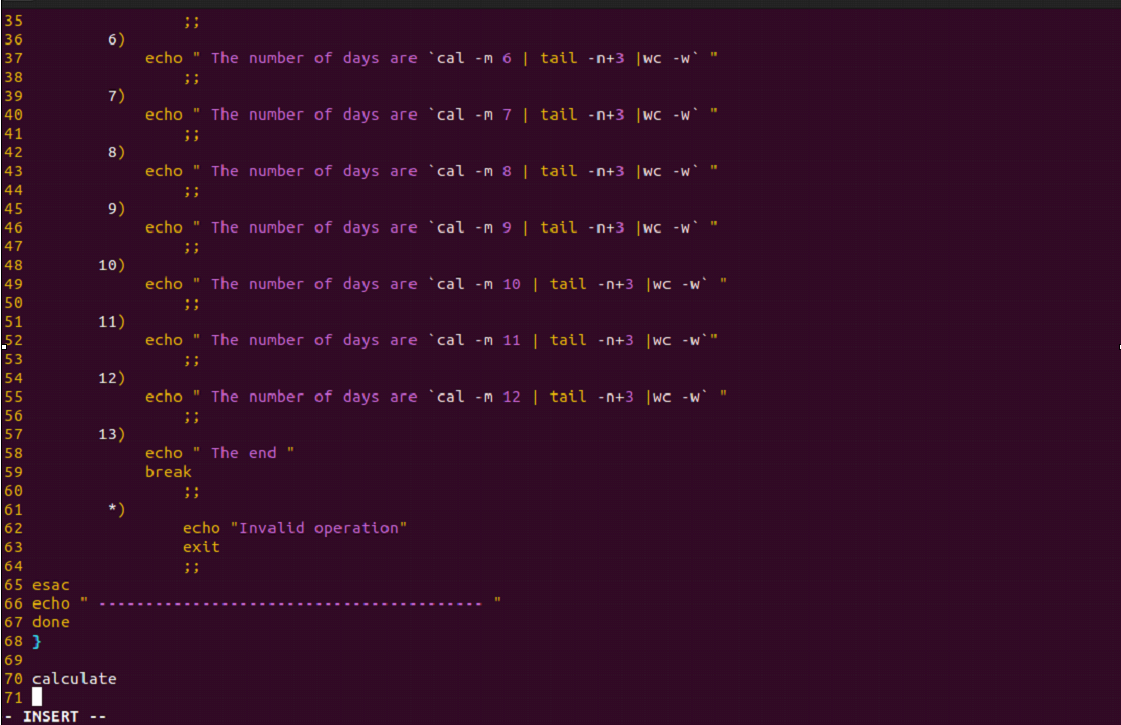 35 ;;
36 6)
37 echo " The number of days are `cal -m 6 | tail -n+3 |wc -w` "
38 ;;
39 7)
40 echo " The number of days are `cal -m 7 | tail -n+3 |wc -w` "
41 ;;
42 8)
43 echo " The number of days are `cal -m 8 | tail -n+3 |wc -w` "
44 ;;
45 9)
46 echo " The number of days are `cal -m 9 | tail -n+3 |wc -w` "
47 ;;
48 10)
49 echo " The number of days are `cal -m 10 | tail -n+3 |wc -w` "
50 ;;
51 11)
52 echo " The number of days are `cal -m 11 | tail -n+3 |wc -w`"
53 ;;
54 12)
55 echo " The number of days are `cal -m 12 | tail -n+3 |wc -w` "
56 ;;
57 13)
58 echo " The end "
59 break
60 ;;
61 *)
62 echo "Invalid operation"
63 exit
64 ;;
65 esac
66 echo " ----------------------------------------- "
67 done
68 }
69
70 calculate
71
- INSERT --